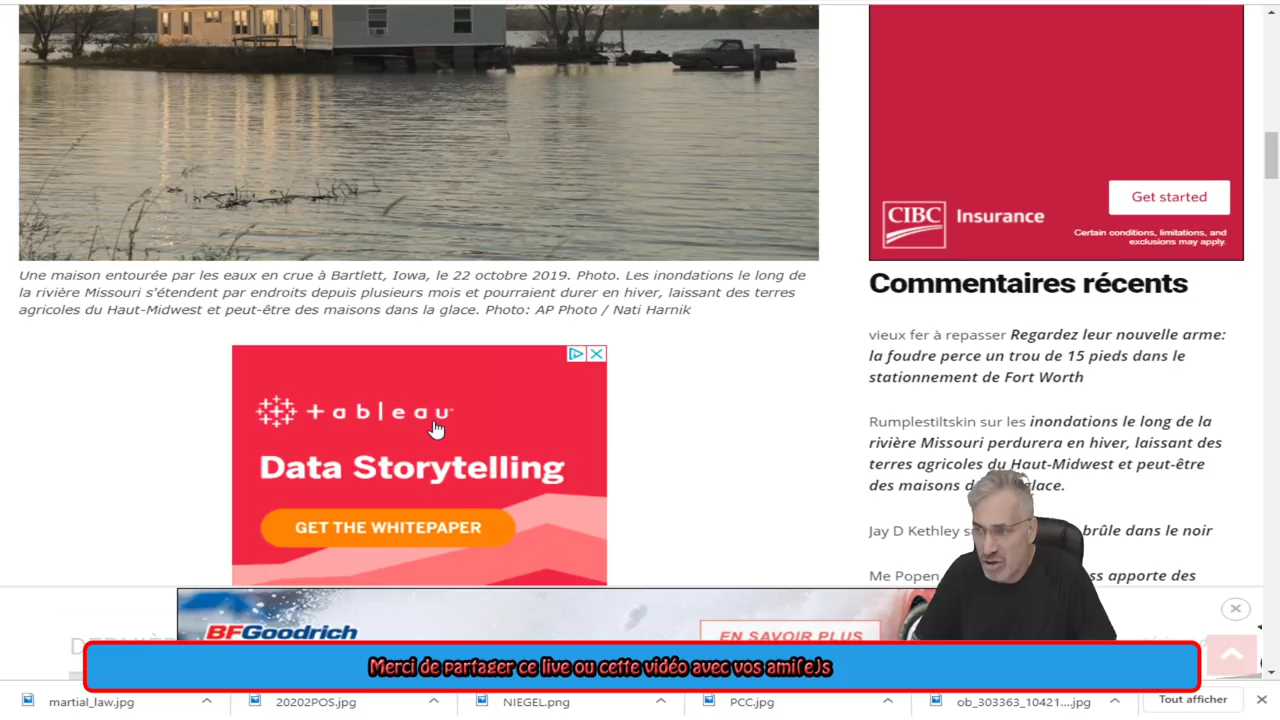 Une maison entourée par les eaux en crue à Bartlett, Iowa, le 22 octobre 2019. Photo. Les inondations le long de
la rivière Missouri s'étendent par endroits depuis plusieurs mois et pourraient durer en hiver, laissant des terres
agricoles du Haut-Midwest et peut-être des maisons dans la glace. Photo: AP Photo / Nati Harnik
+ableau
Data Storytelling
GET THE WHITEPAPER
Get started
CIBC Insurance
Certain conditions, limitations, and
exclusions may apply.
Commentaires récents
vieux fer à repasser Regardez leur nouvelle arme:
la foudre perce un trou de 15 pieds dans le
stationnement de Fort Worth
Rumplestiltskin sur les inondations le long de la
rivière Missouri perdurera en hiver, laissant des
terres agricoles du Haut-Midwest et peut-être
des maisons glace.
Jay D Kethley brûle dans le noir
Me Popen apporte des
BFGoodrich
EN SAVOIR PLUS
Merci de partager ce live ou cette vidéo avec vos ami(e)s
martial_law.jpg
20202POS.jpg
NIEGEL.png
PCC.jpg
ob_303363_10421....jpg
Tout afficher